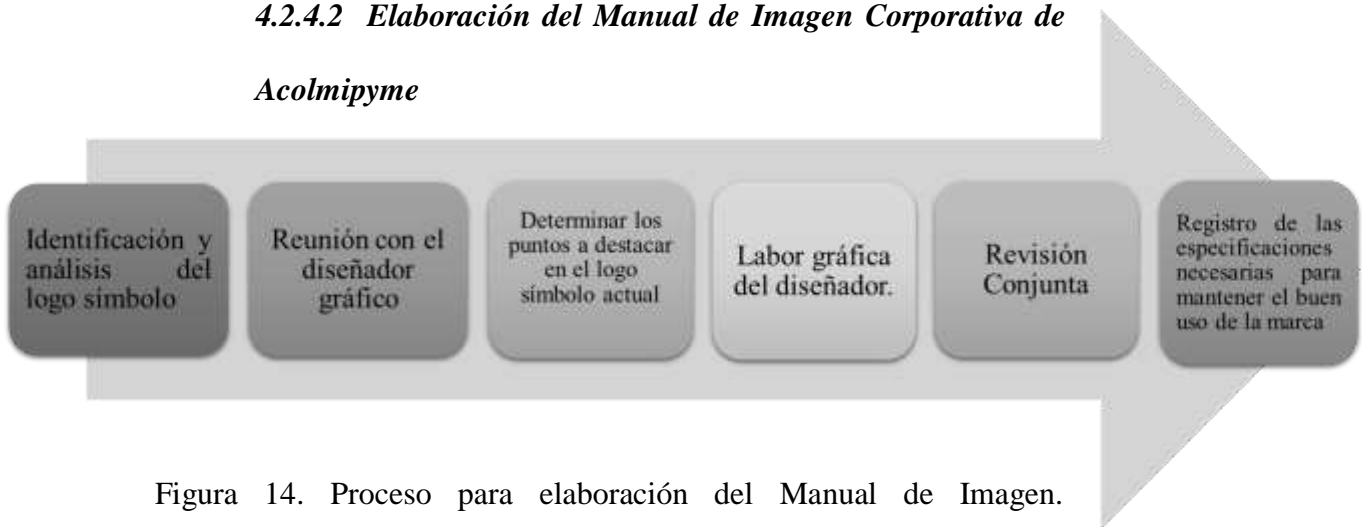 4.2.4.2 Elaboración del Manual de Imagen Corporativa de
Acolmipyme
Identificación y
análisis del
logo símbolo
Reunión con el
diseñador
gráfico
Determinar los
puntos a destacar
en el logo
símbolo actual
Labor gráfica
del diseñador.
Revisión
Conjunta
Registro de las
especificaciones
necesarias para
mantener el buen
uso de la marca
Figura 14. Proceso para elaboración del Manual de Imagen.